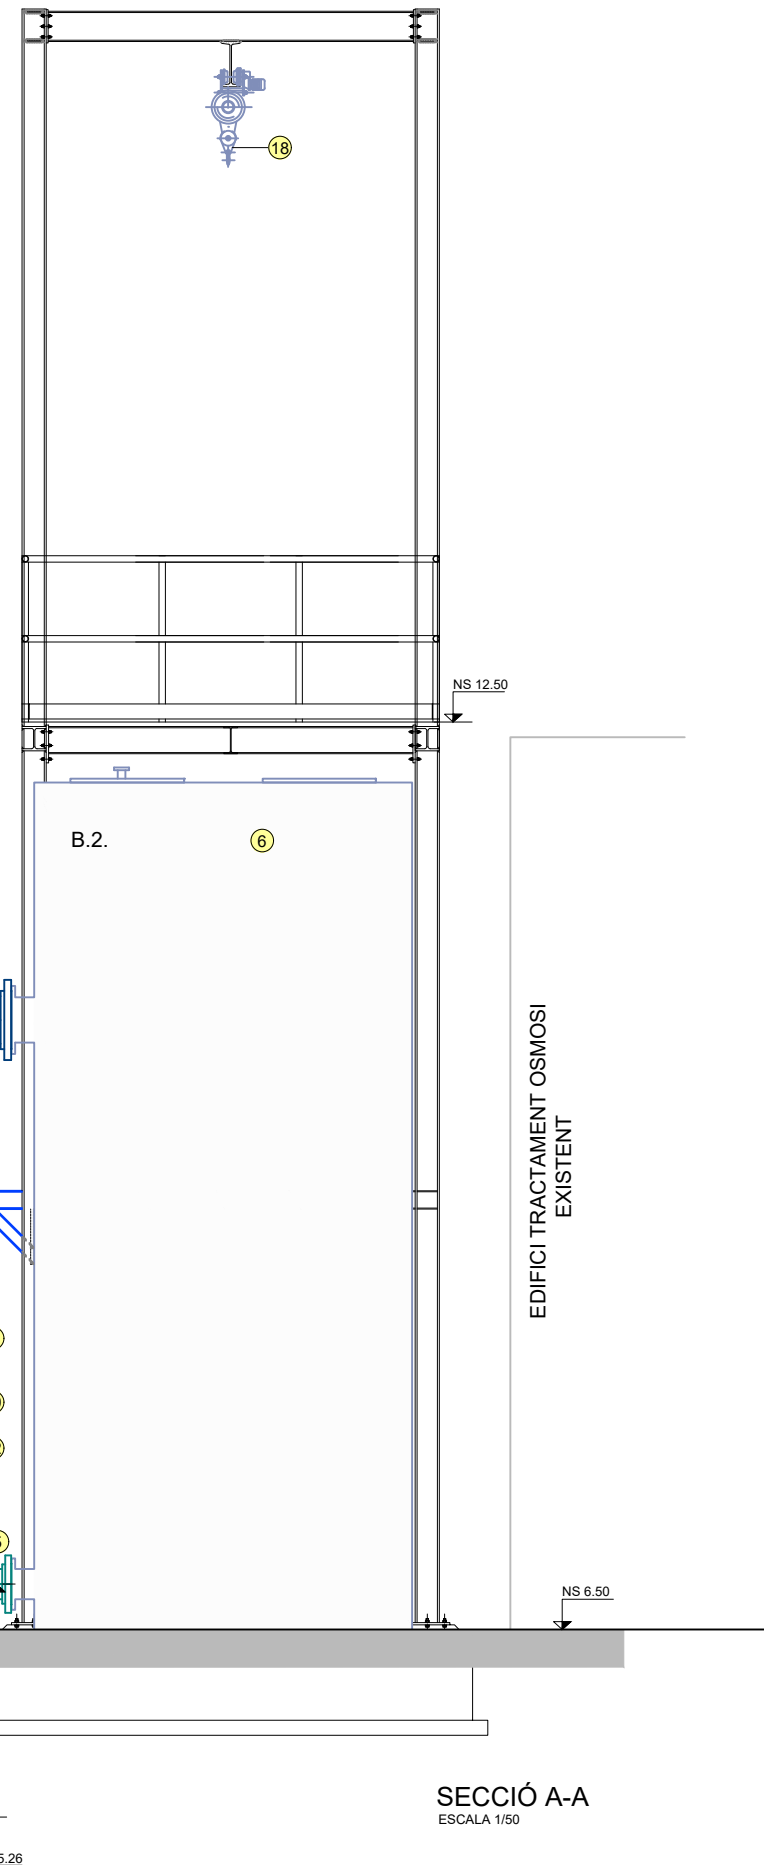 18
NS 12.50
B.2.
6
EDIFICI TRACTAMENT OSMOSI
EXISTENT
NS 6.50
SECCIÓ A-A
ESCALA 1/50